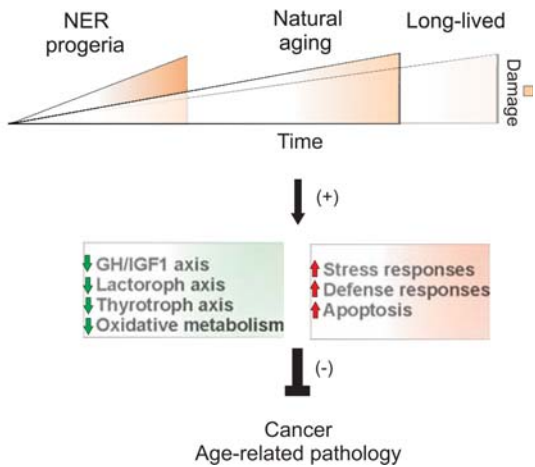 NER
progeria
Natural
aging
Long-lived
Damage
Time
(+)
GH/IGF1 axis
Lactoroph axis
Thyrotroph axis
Oxidative metabolism
Stress responses
Defense responses
Apoptosis
(-)
Cancer
Age-related pathology